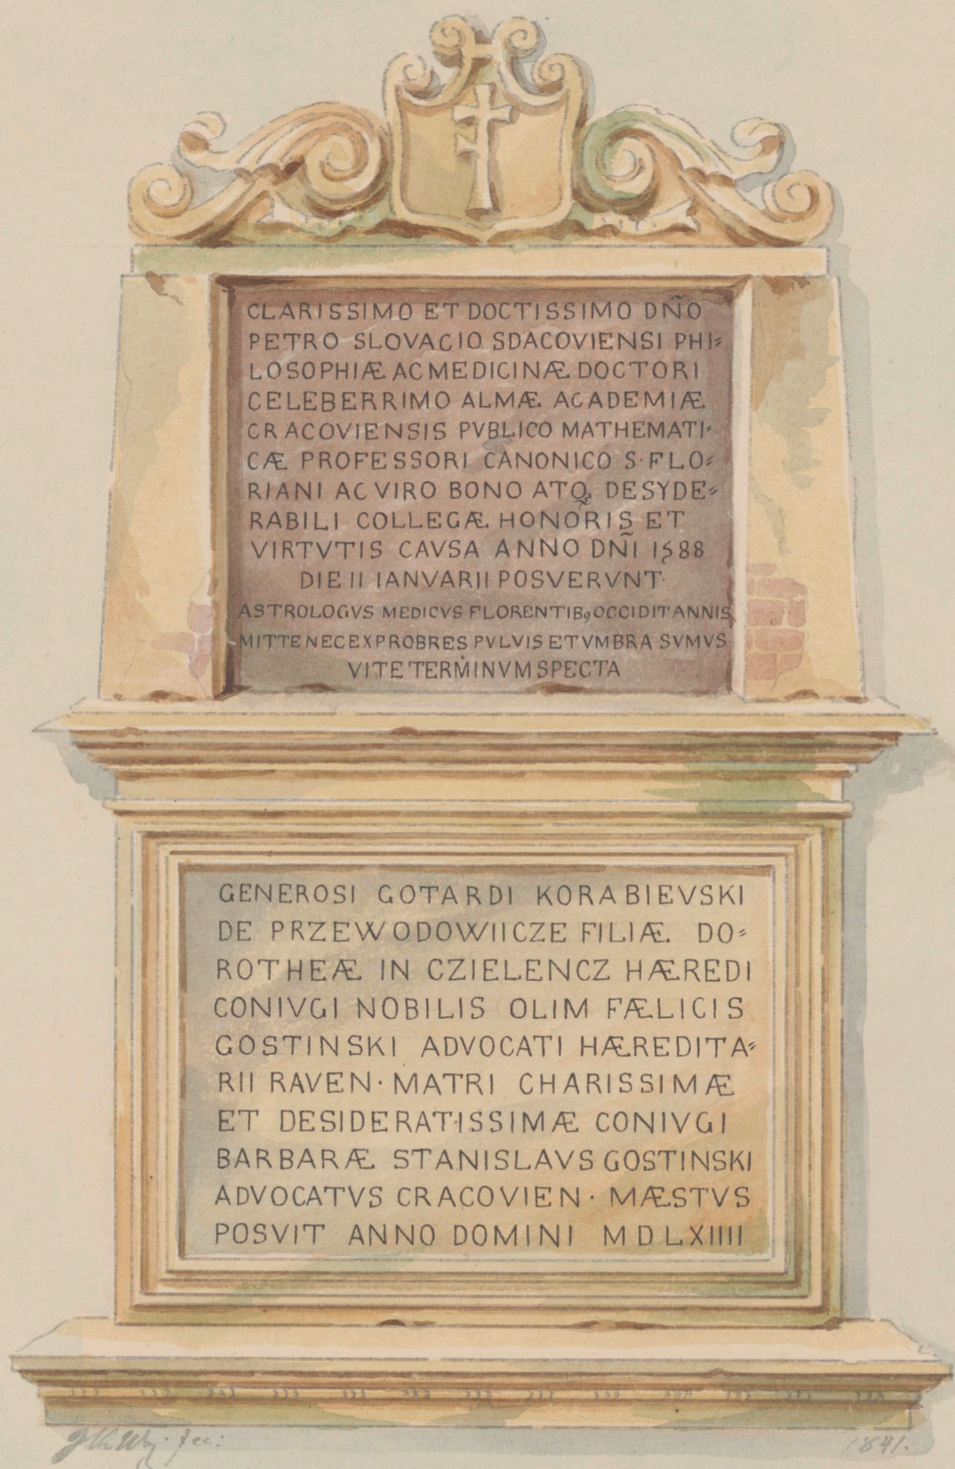 CLARISSIMO ET DOCTISSIMO DÑO
PETRO SLOVACIO SDACOVIENSI PHI=
LOSOPHIÆ AC MEDICINÆ DOCTORI
CELEBERRIMO ALMÆ ACADEMIÆ
CRACOVIENSIS PVBLICO MATHEMATI·
CÆ PROFESSORI CANONICO S·FLO=
RIANI AC VIRO BONO ATQ DESYDE=
RABILI COLLEGÆ HONORIS ET
VIRTVTIS CAVSA ANNO DÑI 1588
DIE II IANVARII POSVERVNT·
ASTROLOGVS MEDICVS FLORENTIB9 OCCIDIT ANNIS
MITTE NEC EXPROBRES PVLVIS ET VMBRA SVMVS
VITE TERMINVM SPECTA
GENEROSI GOTARDI KORABIEVSKI
DE PRZEWODOWIICZE FILIÆ DO=
ROTHEÆ IN CZIELENCZ HÆREDI
CONIVGI NOBILIS OLIM FÆLICIS
GOSTINSKI ADVOCATI HÆREDITA=
RII RAVEN· MATRI CHARISSIMÆ
ET DESIDERATISSIMÆ CONIVGI
BARBARÆ STANISLAVS GOSTINSKI
ADVOCATVS CRACOVIEN· MÆSTVS
POSVIT ANNO DOMINI MDLXIIII
fec: 1841.